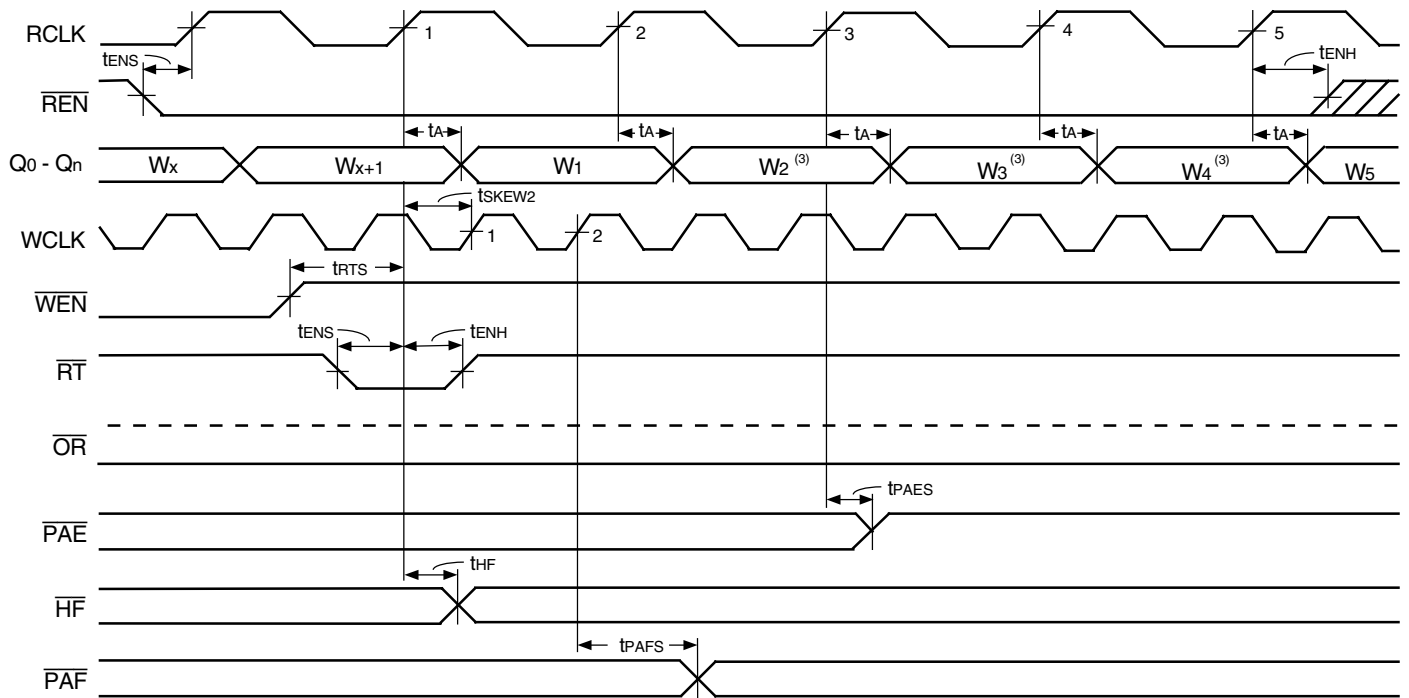 RCLK 1 2 3 4 5
tENS tENH
REN
tA tA tA tA tA
Q0 - Qn Wx Wx+1 W1 W2 (3) W3 (3) W4 (3) W5
tSKEW2
WCLK 1 2
tRTS
WEN
tENS tENH
RT
OR
tPAES
PAE
tHF
HF
tPAFS
PAF